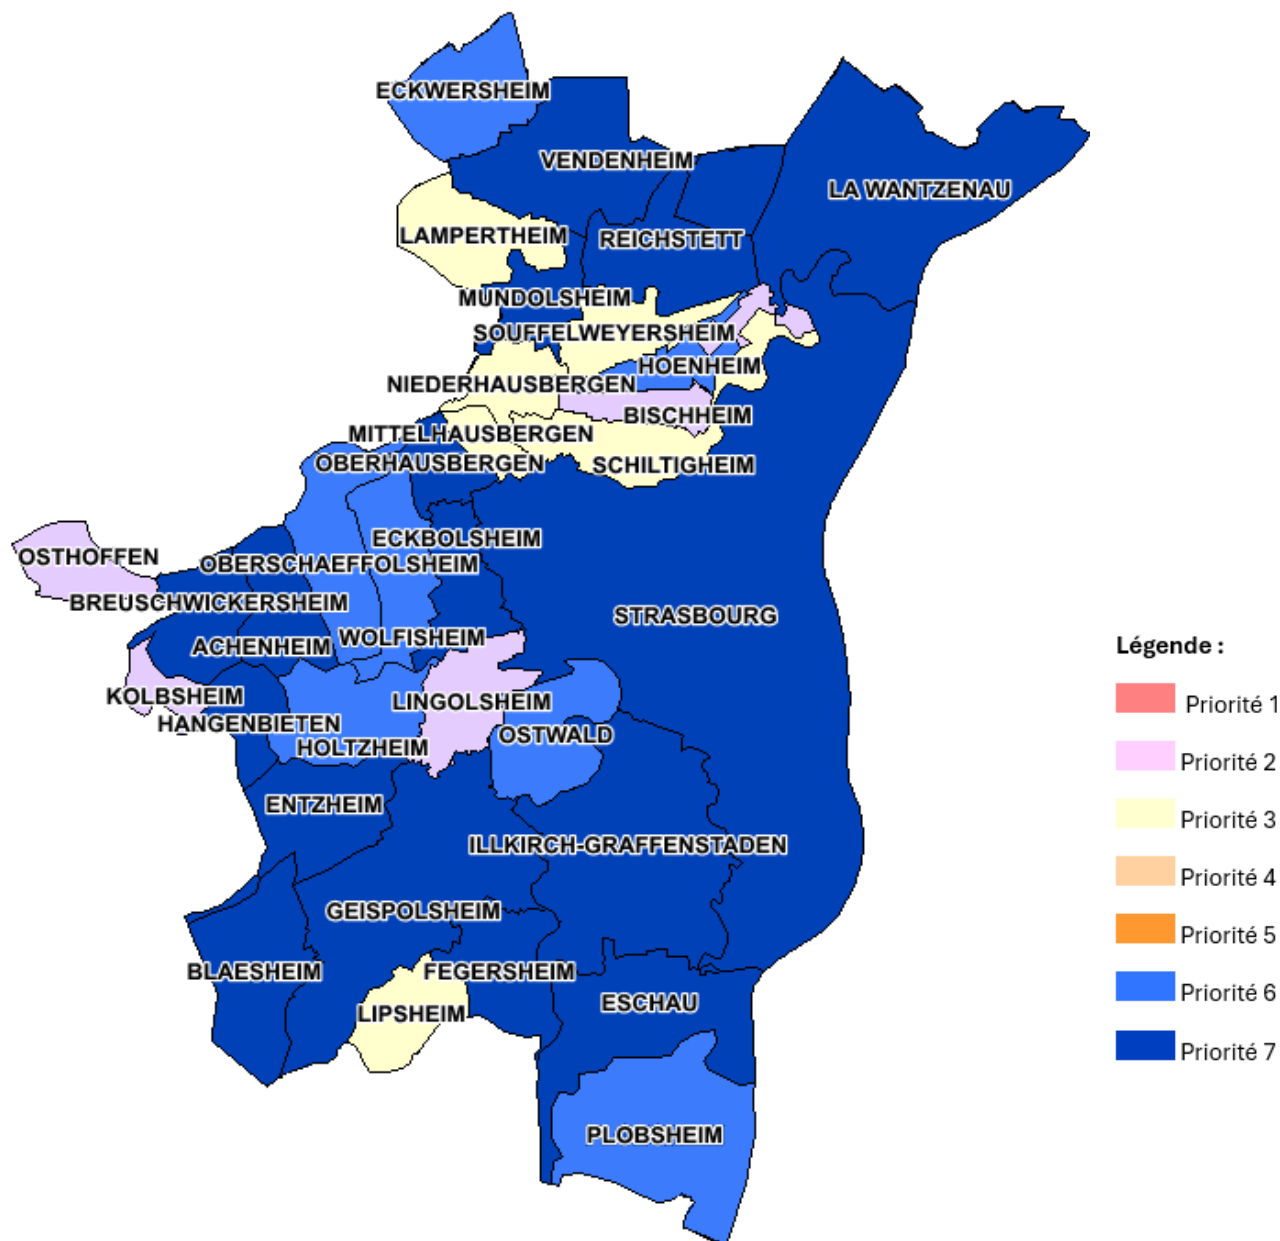 ECKWERSHEIM
VENDENHEIM
LA WANTZENAU
LAMPERTHEIM
REICHSTETT
MUNDOLSHEIM
SOUFFELWEYERSHEIM
HOENHEIM
NIEDERHAUSBERGEN
BISCHHEIM
MITTELHAUSBERGEN
OBERHAUSBERGEN
SCHILTIGHEIM
ECKBOLSHEIM
OSTHOFFEN
OBERSCHAEFFOLSHEIM
BREUSCHWICKERSHEIM
STRASBOURG
WOLFISHEIM
ACHENHEIM
KOLBSHEIM
LINGOLSHEIM
HANGENBIETEN
OSTWALD
HOLTZHEIM
ENTZHEIM
ILLKIRCH-GRAFFENSTADEN
GEISPOLSHEIM
BLAESHEIM
FEGERSHEIM
ESCHAU
LIPSHEIM
PLOBSHEIM
Légende :
Priorité 1
Priorité 2
Priorité 3
Priorité 4
Priorité 5
Priorité 6
Priorité 7